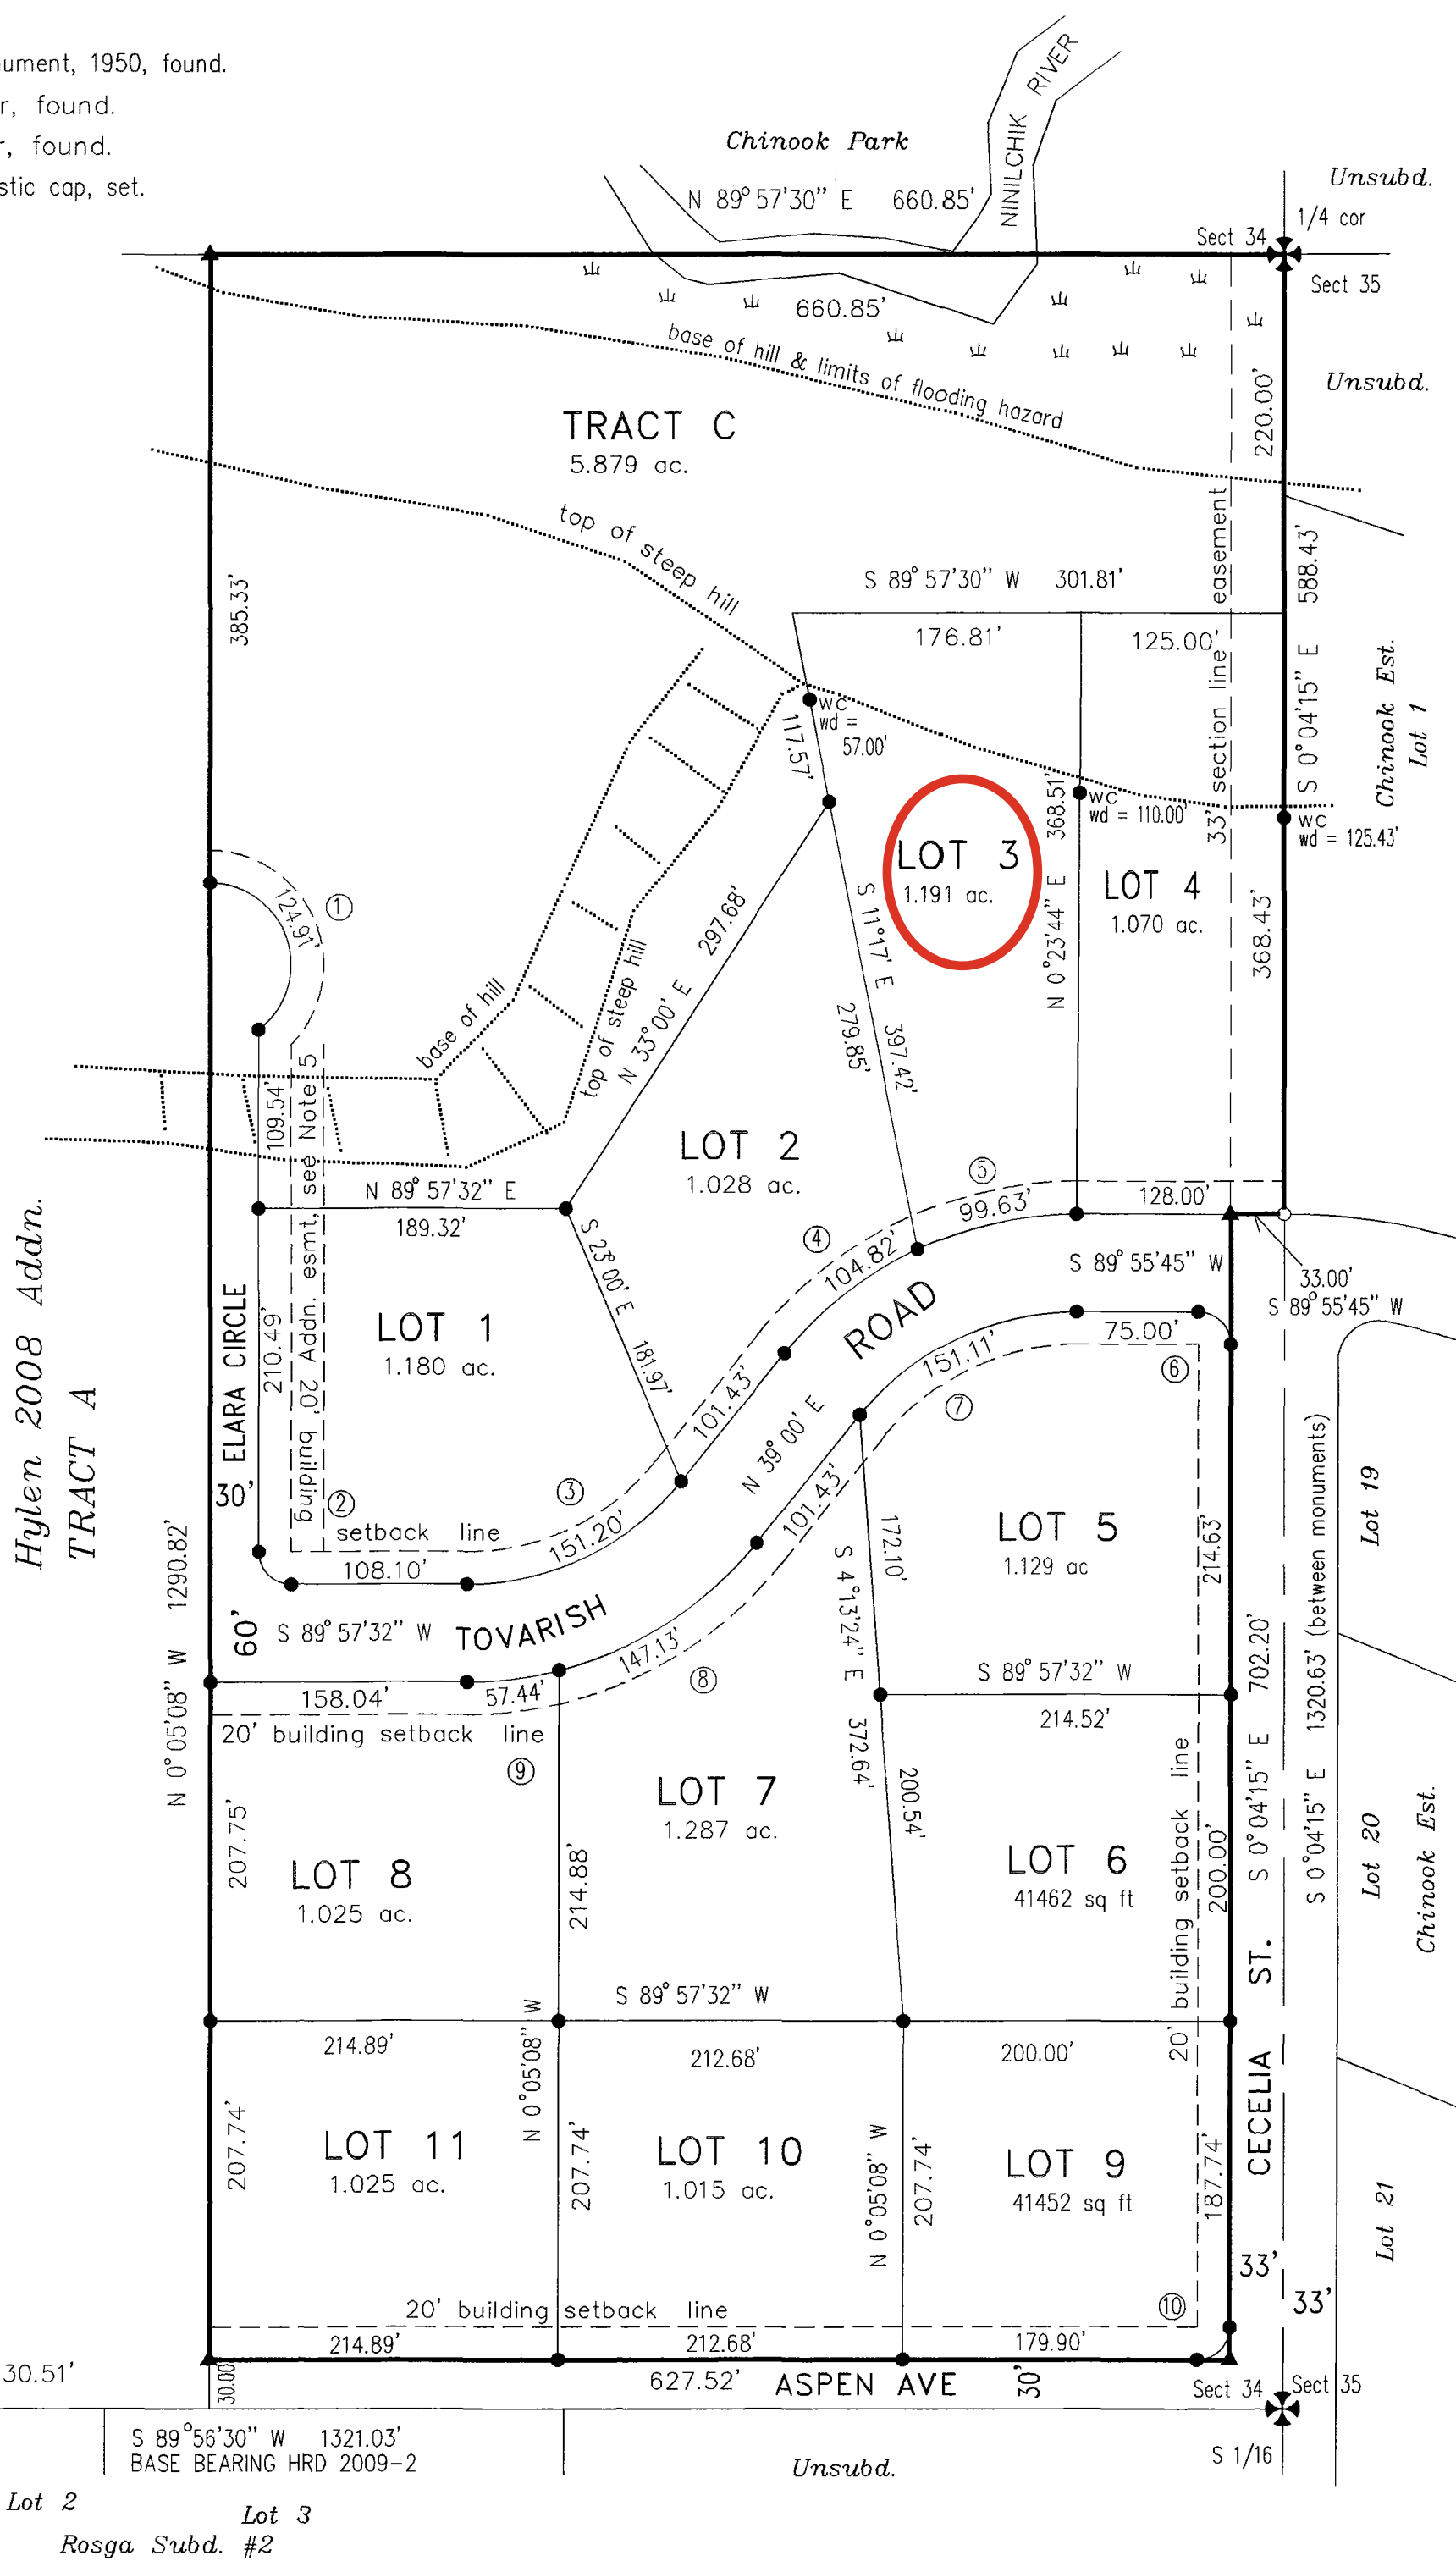 ument, 1950, found.
r, found.
r, found.
stic cap, set.
Chinook Park
N 89°57'30" E 660.85'
NINILCHIK RIVER
Unsubd.
1/4 cor
Sect 34
Sect 35
660.85'
base of hill & limits of flooding hazard
Unsubd.
220.00'
TRACT C
5.879 ac.
top of steep hill
385.33'
S 89°57'30" W 301.81'
176.81'
125.00'
33' section line easement
588.43'
S 0°04'15" E
Chinook Est.
Lot 1
WC
wd =
57.00'
117.57'
WC
wd = 110.00'
WC
wd = 125.43'
368.51'
N 0°23'44" E
LOT 3
1.191 ac.
LOT 4
1.070 ac.
368.43'
S 11°17' E
397.42'
279.85'
124.91'
1
base of hill
top of steep hill
N 33°00' E 297.68'
109.54'
20' building setback line
20' Addn. building esmt, see Note 5
N 89°57'32" E
189.32'
LOT 2
1.028 ac.
5
99.63'
128.00'
4
104.82'
S 89°55'45" W
33.00'
S 89°55'45" W
Hylen 2008 Addn.
TRACT A
ELARA CIRCLE
30'
210.49'
LOT 1
1.180 ac.
S 23°00' E
181.97'
ROAD
151.11'
75.00'
6
7
101.43'
N 39°00' E
101.43'
2
3
setback line
151.20'
108.10'
LOT 5
1.129 ac
172.10'
S 4°13'24" E
372.64'
214.63'
Lot 19
N 0°05'08" W 1290.82'
60'
S 89°57'32" W
TOVARISH
147.13'
8
158.04'
57.44'
S 89°57'32" W
214.52'
702.20'
S 0°04'15" E
S 0°04'15" E 1320.63' (between monuments)
9
LOT 7
1.287 ac.
200.54'
LOT 6
41462 sq ft
20' building setback line
200.00'
Lot 20
Chinook Est.
207.75'
LOT 8
1.025 ac.
214.88'
S 89°57'32" W
214.89'
212.68'
200.00'
N 0°05'08" W
CECELIA ST.
207.74'
LOT 11
1.025 ac.
207.74'
LOT 10
1.015 ac.
N 0°05'08" W
207.74'
LOT 9
41452 sq ft
187.74'
Lot 21
33'
33'
10
20' building setback line
214.89'
212.68'
179.90'
30.51'
30.00
627.52'
ASPEN AVE
30'
Sect 34
Sect 35
S 89°56'30" W 1321.03'
BASE BEARING HRD 2009-2
Unsubd.
S 1/16
Lot 2
Lot 3
Rosga Subd. #2